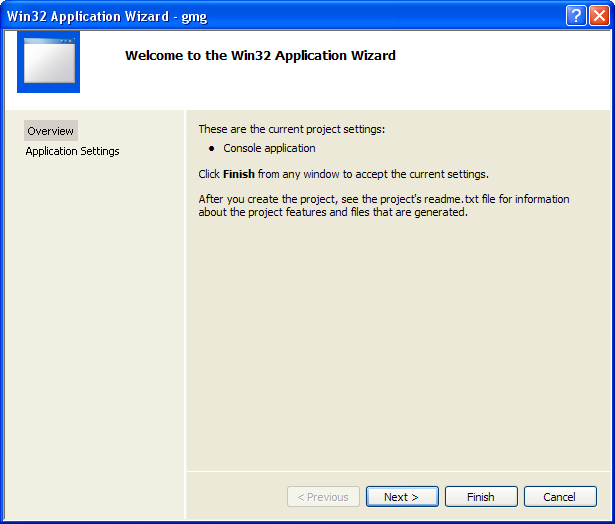 Win32 Application Wizard - gmg
?
Welcome to the Win32 Application Wizard
Overview
Application Settings
These are the current project settings:
• Console application
Click Finish from any window to accept the current settings.
After you create the project, see the project's readme.txt file for information
about the project features and files that are generated.
< Previous
Next >
Finish
Cancel